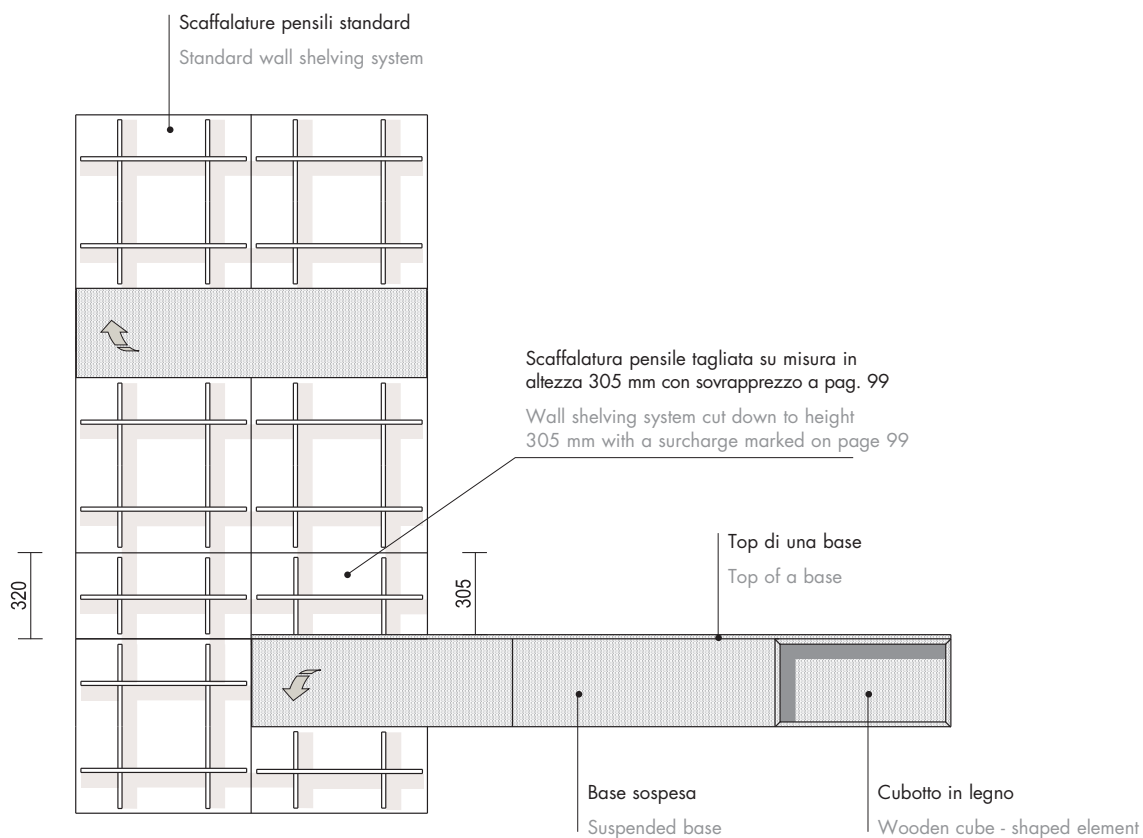 Scaffalature pensili standard
Standard wall shelving system
Scaffalatura pensile tagliata su misura in
altezza 305 mm con sovrapprezzo a pag. 99
Wall shelving system cut down to height
305 mm with a surcharge marked on page 99
Top di una base
Top of a base
320
305
Base sospesa
Suspended base
Cubotto in legno
Wooden cube - shaped element